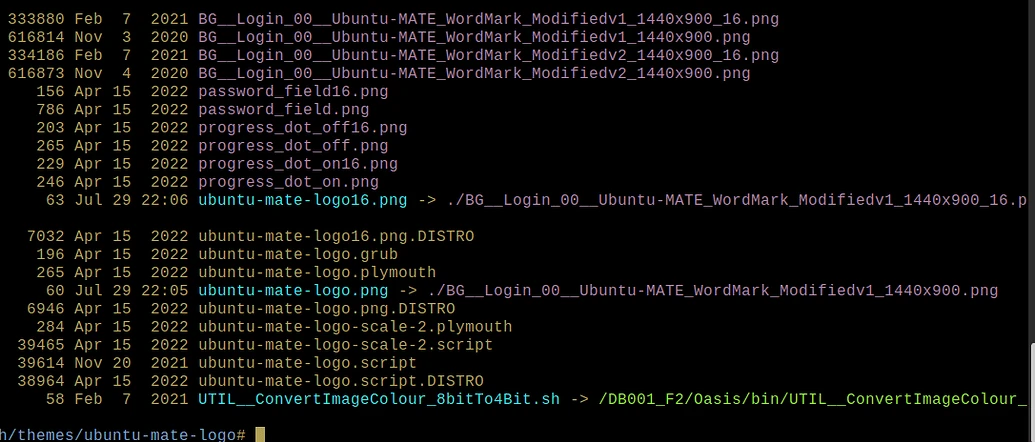 333880 Feb  7  2021 BG__Login_00__Ubuntu-MATE_WordMark_Modifiedv1_1440x900_16.png
616814 Nov  3  2020 BG__Login_00__Ubuntu-MATE_WordMark_Modifiedv1_1440x900.png
334186 Feb  7  2021 BG__Login_00__Ubuntu-MATE_WordMark_Modifiedv2_1440x900_16.png
616873 Nov  4  2020 BG__Login_00__Ubuntu-MATE_WordMark_Modifiedv2_1440x900.png
156 Apr 15  2022 password_field16.png
786 Apr 15  2022 password_field.png
203 Apr 15  2022 progress_dot_off16.png
265 Apr 15  2022 progress_dot_off.png
229 Apr 15  2022 progress_dot_on16.png
246 Apr 15  2022 progress_dot_on.png
63 Jul 29 22:06 ubuntu-mate-logo16.png -> ./BG__Login_00__Ubuntu-MATE_WordMark_Modifiedv1_1440x900_16.p
7032 Apr 15  2022 ubuntu-mate-logo16.png.DISTRO
196 Apr 15  2022 ubuntu-mate-logo.grub
265 Apr 15  2022 ubuntu-mate-logo.plymouth
60 Jul 29 22:05 ubuntu-mate-logo.png -> ./BG__Login_00__Ubuntu-MATE_WordMark_Modifiedv1_1440x900.png
6946 Apr 15  2022 ubuntu-mate-logo.png.DISTRO
284 Apr 15  2022 ubuntu-mate-logo-scale-2.plymouth
39465 Apr 15  2022 ubuntu-mate-logo-scale-2.script
39614 Nov 20  2021 ubuntu-mate-logo.script
38964 Apr 15  2022 ubuntu-mate-logo.script.DISTRO
58 Feb  7  2021 UTIL__ConvertImageColour_8bitTo4Bit.sh -> /DB001_F2/Oasis/bin/UTIL__ConvertImageColour_
h/themes/ubuntu-mate-logo#